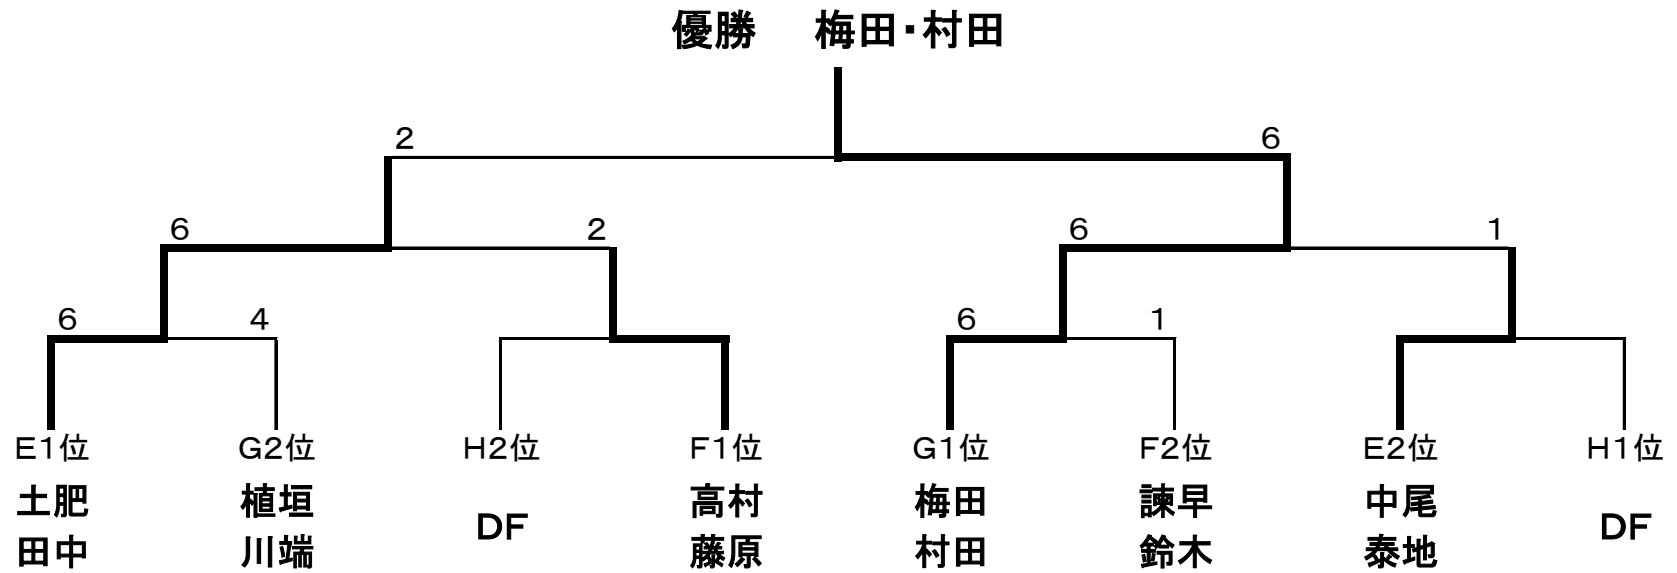 優勝　梅田・村田
2 6
6 2 6 1
6 4 6 1
E1位 G2位 H2位 F1位 G1位 F2位 E2位 H1位
土肥 植垣 高村 梅田 諫早 中尾
DF DF
田中 川端 藤原 村田 鈴木 泰地